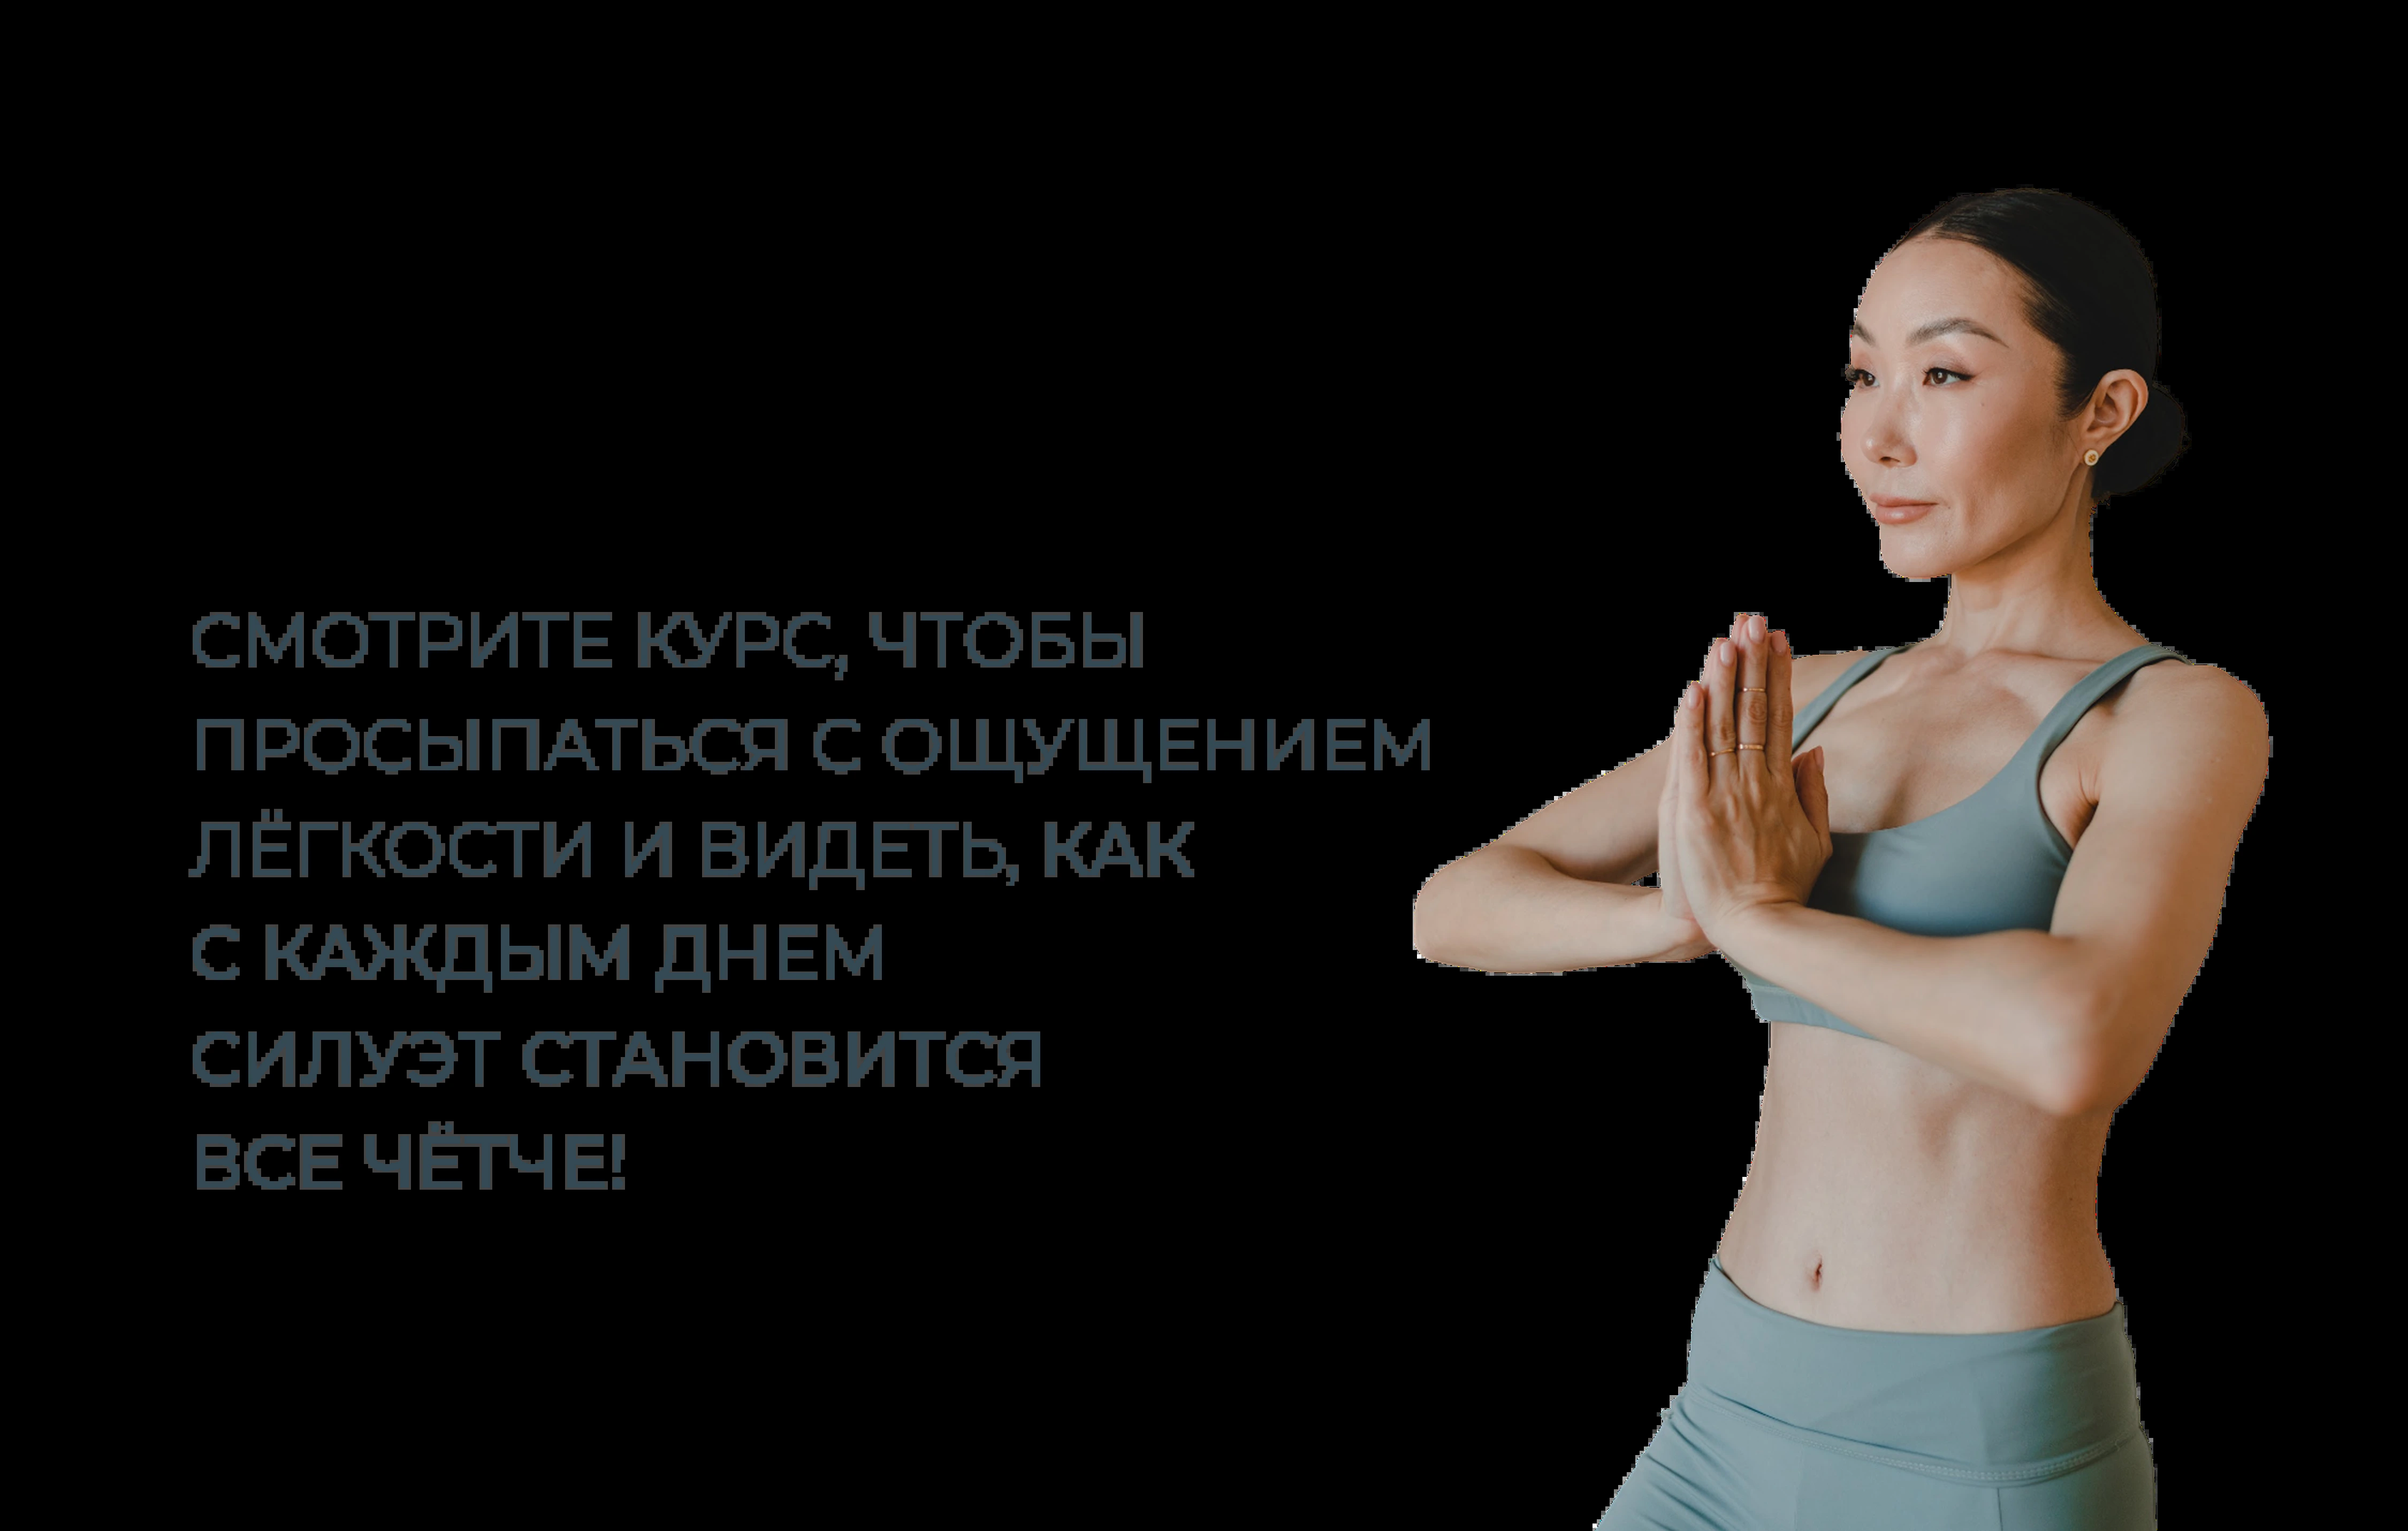 СМОТРИТЕ КУРС, ЧТОБЫ
ПРОСЫПАТЬСЯ С ОЩУЩЕНИЕМ
ЛЁГКОСТИ И ВИДЕТЬ, КАК
С КАЖДЫМ ДНЕМ
СИЛУЭТ СТАНОВИТСЯ
ВСЕ ЧЁТЧЕ!